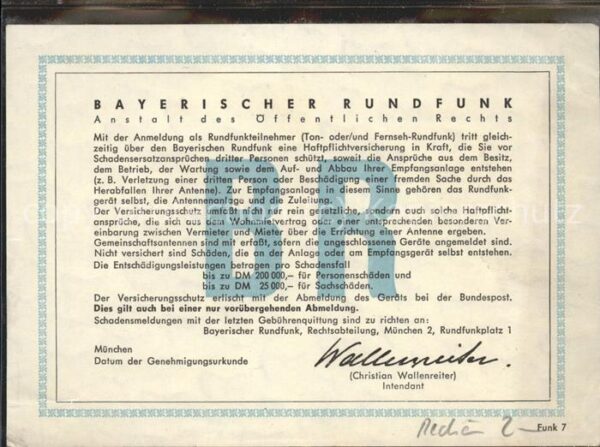 BAYERISCHER RUNDFUNK
Anstalt des Öffentlichen Rechts
Mit der Anmeldung als Rundfunkteilnehmer (Ton- oder/und Fernseh-Rundfunk) tritt gleich-
zeitig über den Bayerischen Rundfunk eine Haftpflichtversicherung in Kraft, die Sie vor
Schadensersatzansprüchen dritter Personen schützt, soweit die Ansprüche aus dem Besitz,
dem Betrieb, der Wartung sowie dem Auf- und Abbau Ihrer Empfangsanlage entstehen
(z. B. Verletzung einer dritten Person oder Beschädigung einer fremden Sache durch das
Herabfallen Ihrer Antenne). Zur Empfangsanlage in diesem Sinne gehören das Rundfunk-
gerät selbst, die Antennenanlage und die Zuleitung.
Der Versicherungsschutz umfaßt nicht nur rein gesetzliche, sondern auch solche Haftpflicht-
ansprüche, die sich aus dem Wohnmietvertrag oder einer entsprechenden besonderen Ver-
einbarung zwischen Vermieter und Mieter über die Errichtung einer Antenne ergeben.
Gemeinschaftsantennen sind mit erfaßt, sofern die angeschlossenen Geräte angemeldet sind.
Nicht versichert sind Schäden, die an der Anlage oder am Empfangsgerät selbst entstehen.
Die Entschädigungsleistungen betragen pro Schadensfall
bis zu DM 200 000,– für Personenschäden und
bis zu DM 25 000,– für Sachschäden.
Der Versicherungsschutz erlischt mit der Abmeldung des Geräts bei der Bundespost.
Dies gilt auch bei einer nur vorübergehenden Abmeldung.
Schadensmeldungen mit der letzten Gebührenquittung sind zu richten an:
Bayerischer Rundfunk, Rechtsabteilung, München 2, Rundfunkplatz 1
BR
München
Datum der Genehmigungsurkunde
Wallenreiter.
(Christian Wallenreiter)
Intendant
2-
Funk 7